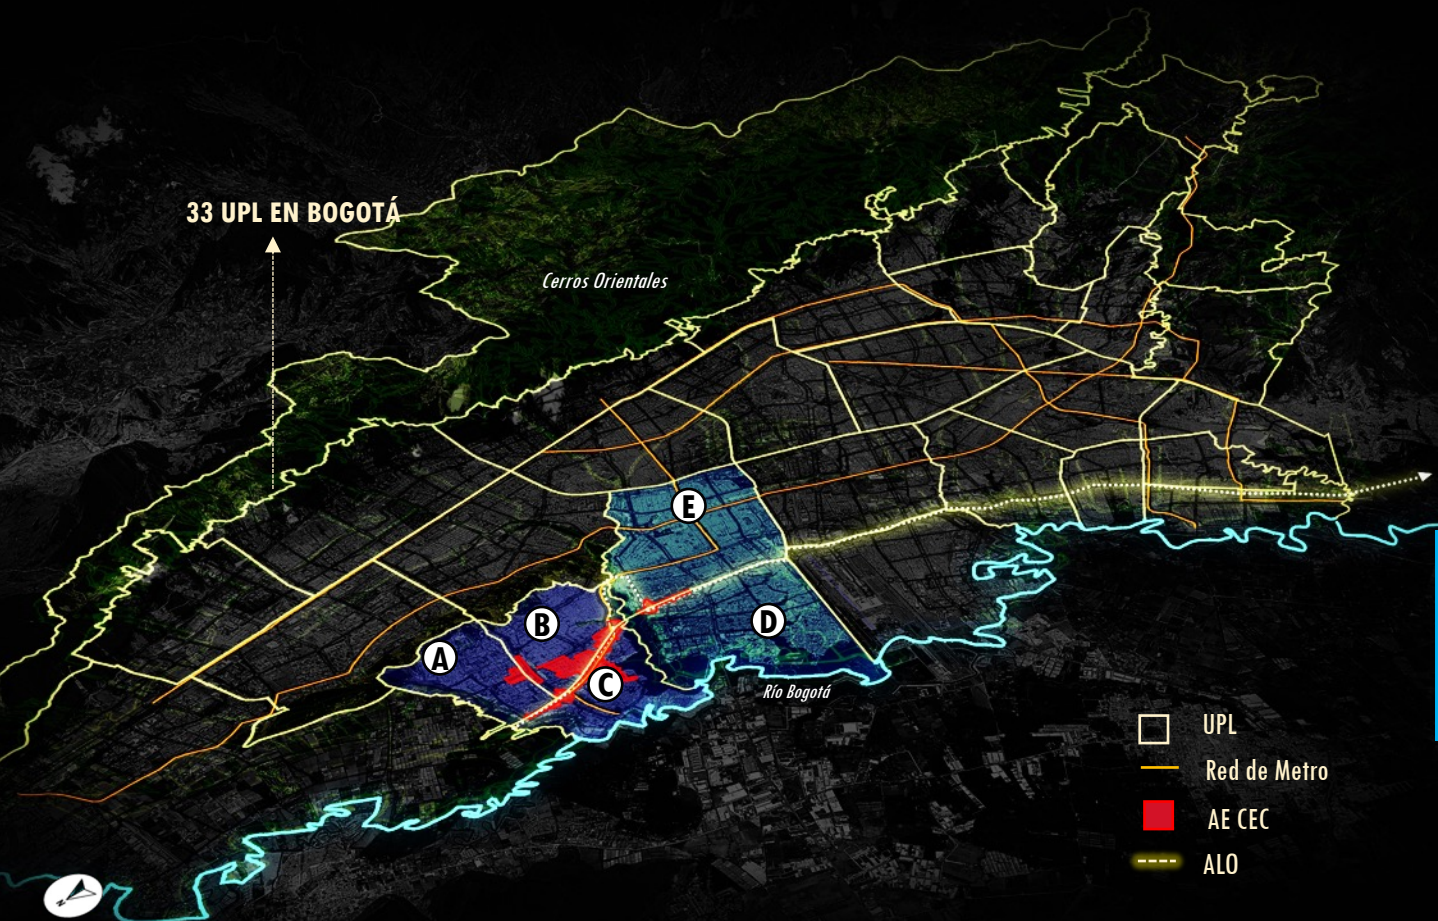 33 UPL EN BOGOTÁ
Cerros Orientales
E
B
D
A
C
Río Bogotá
UPL
Red de Metro
AE CEC
ALO
N